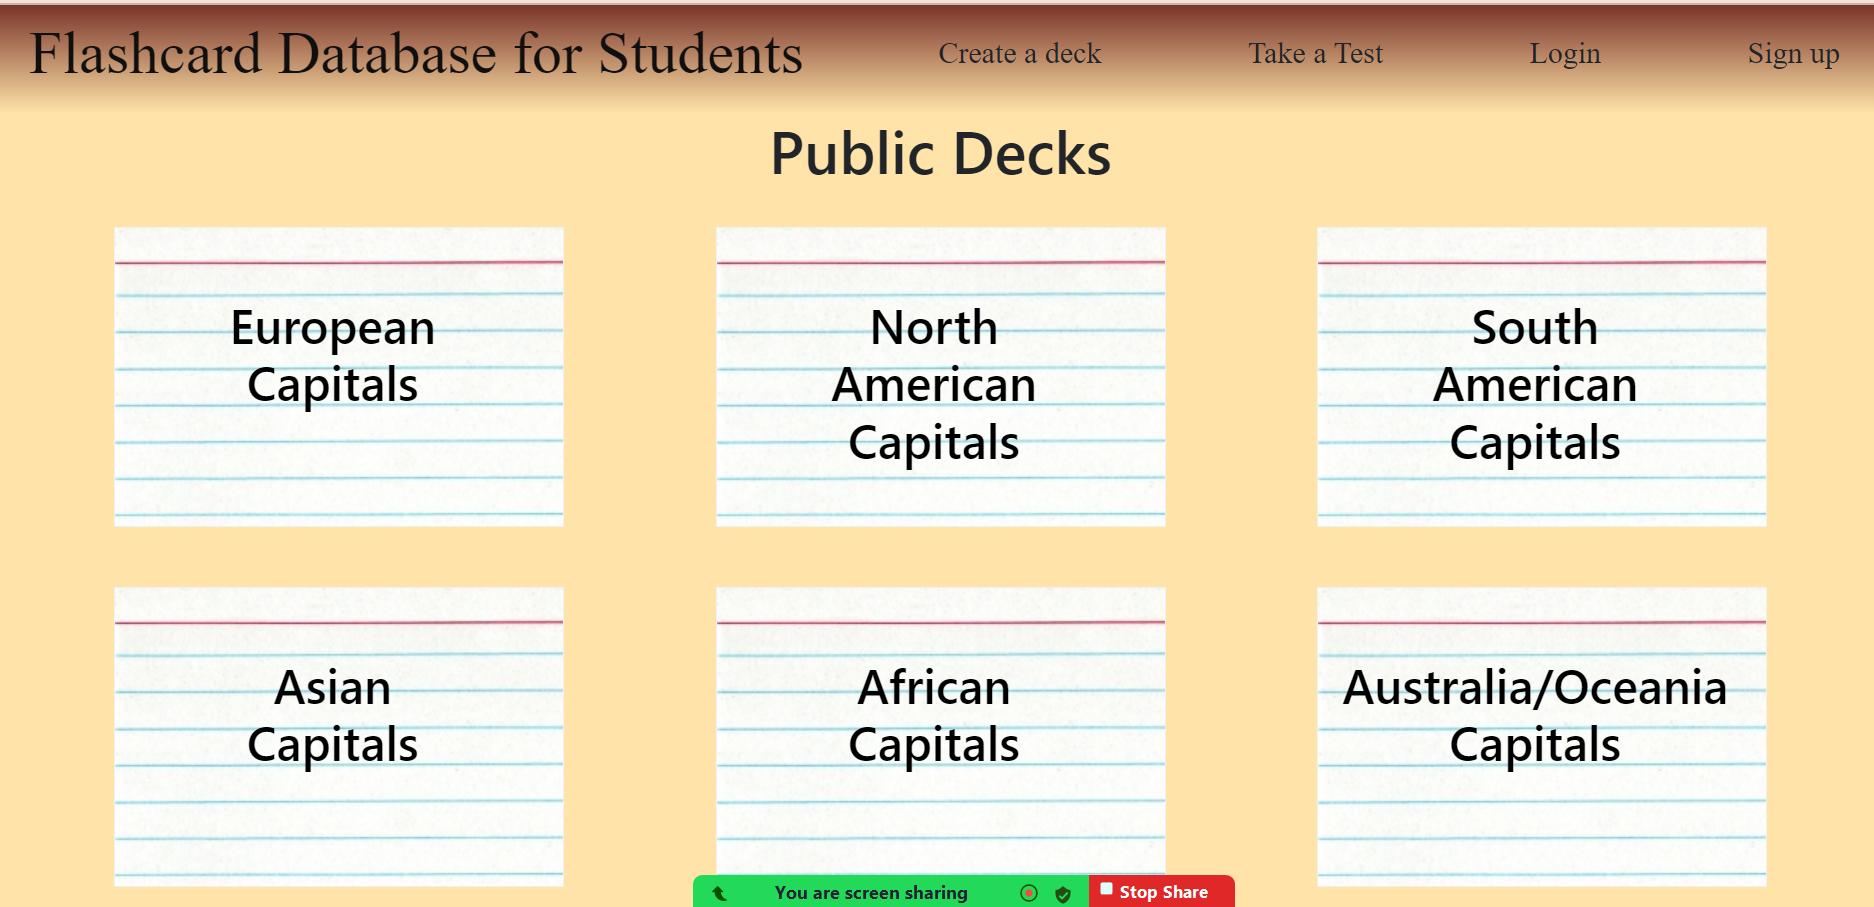 Flashcard Database for Students
Create a deck
Take a Test
Login
Sign up
Public Decks
European
Capitals
North
American
Capitals
South
American
Capitals
Asian
Capitals
African
Capitals
Australia/Oceania
Capitals
You are screen sharing
Stop Share